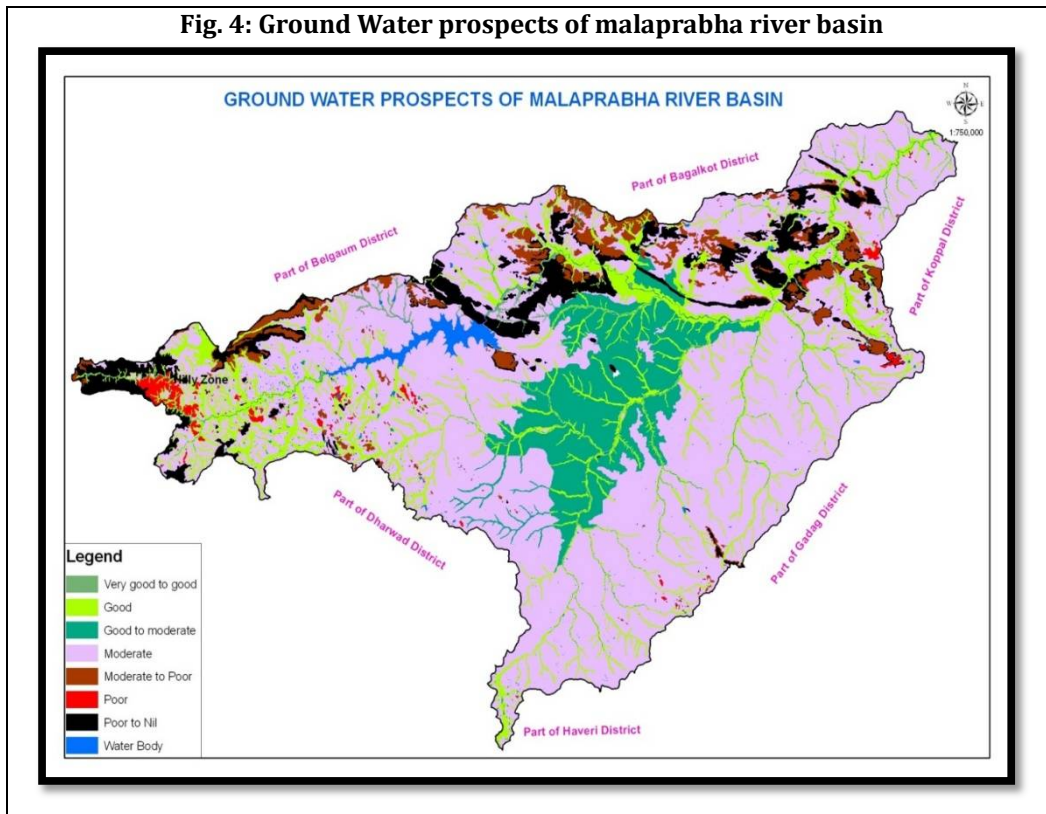 Fig. 4: Ground Water prospects of malaprabha river basin
GROUND WATER PROSPECTS OF MALAPRABHA RIVER BASIN
N
W
E
S
1:750,000
Part of Bagalkot District
Part of Belgaum District
Part of Koppal District
Hilly Zone
Part of Dharwad District
Part of Gadag District
Part of Haveri District
Legend
Very good to good
Good
Good to moderate
Moderate
Moderate to Poor
Poor
Poor to Nil
Water Body